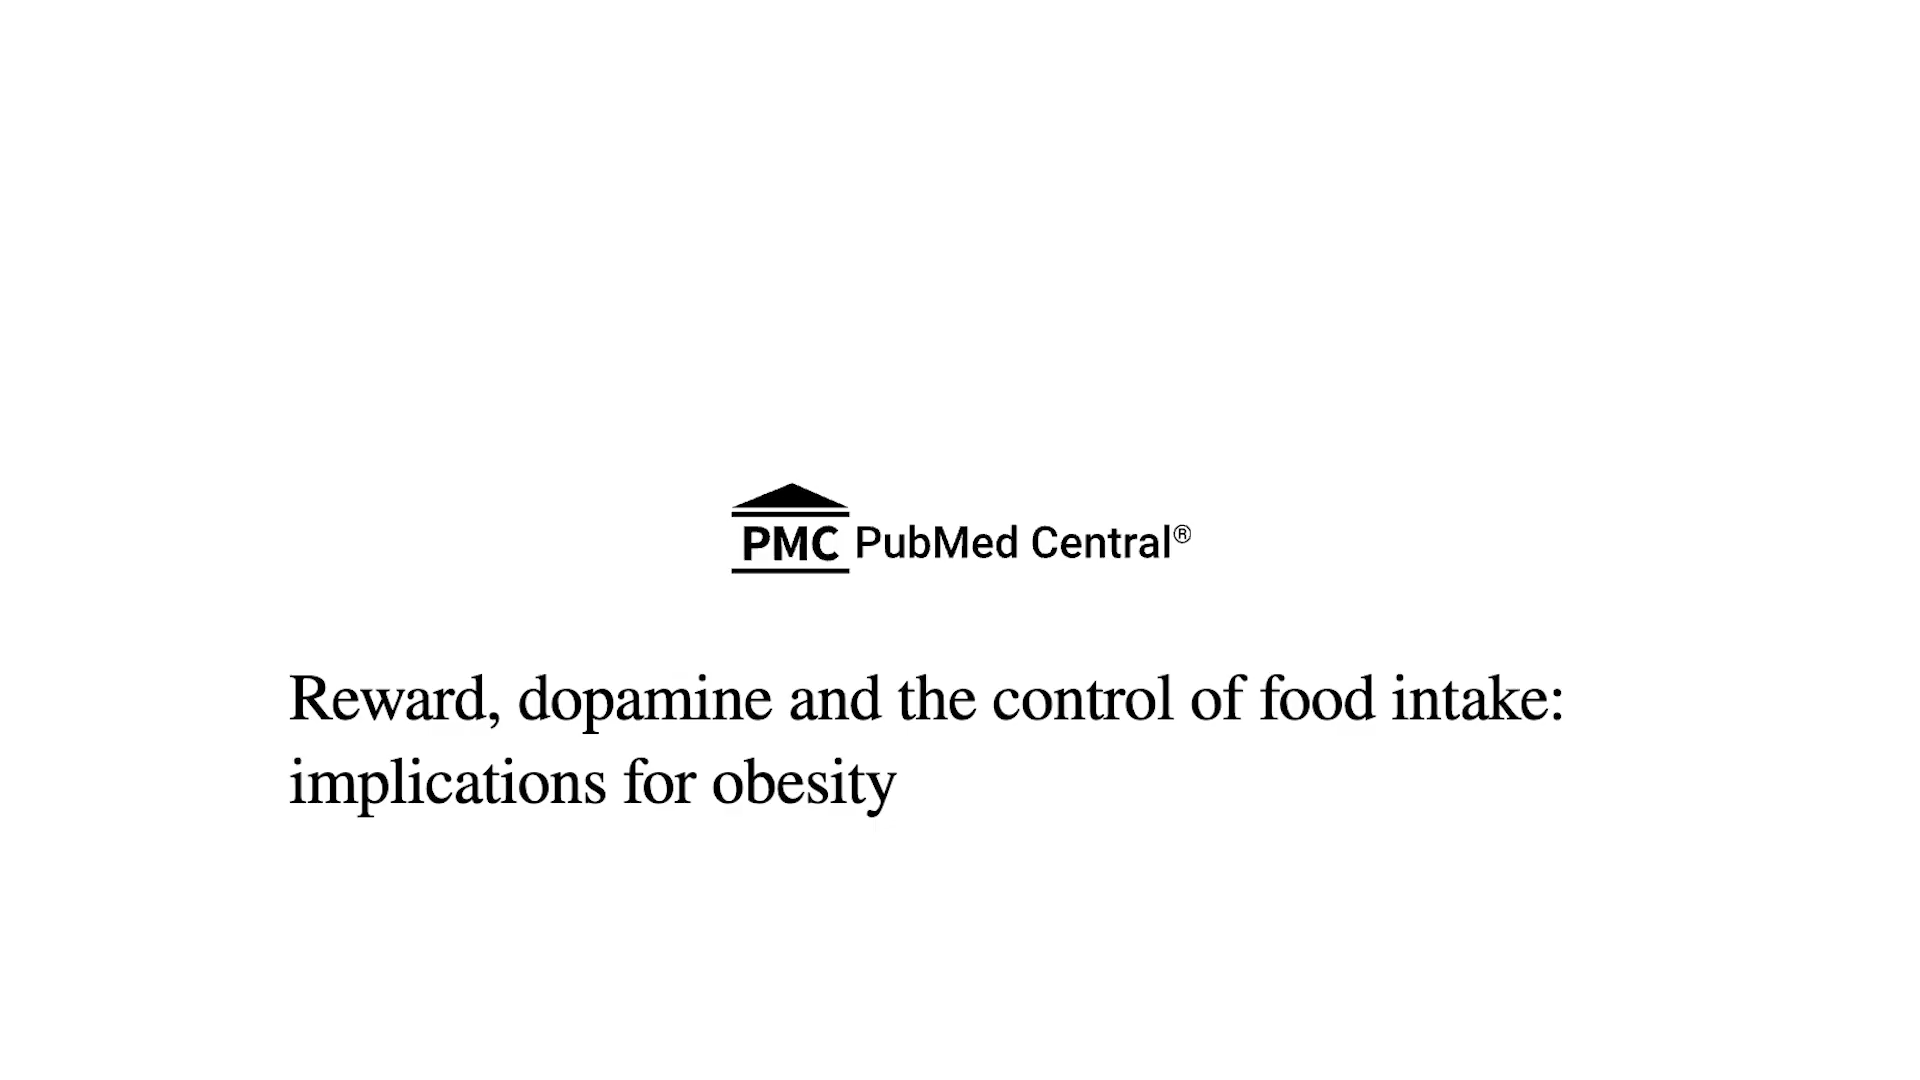 PMC PubMed Central®
Reward, dopamine and the control of food intake:
implications for obesity